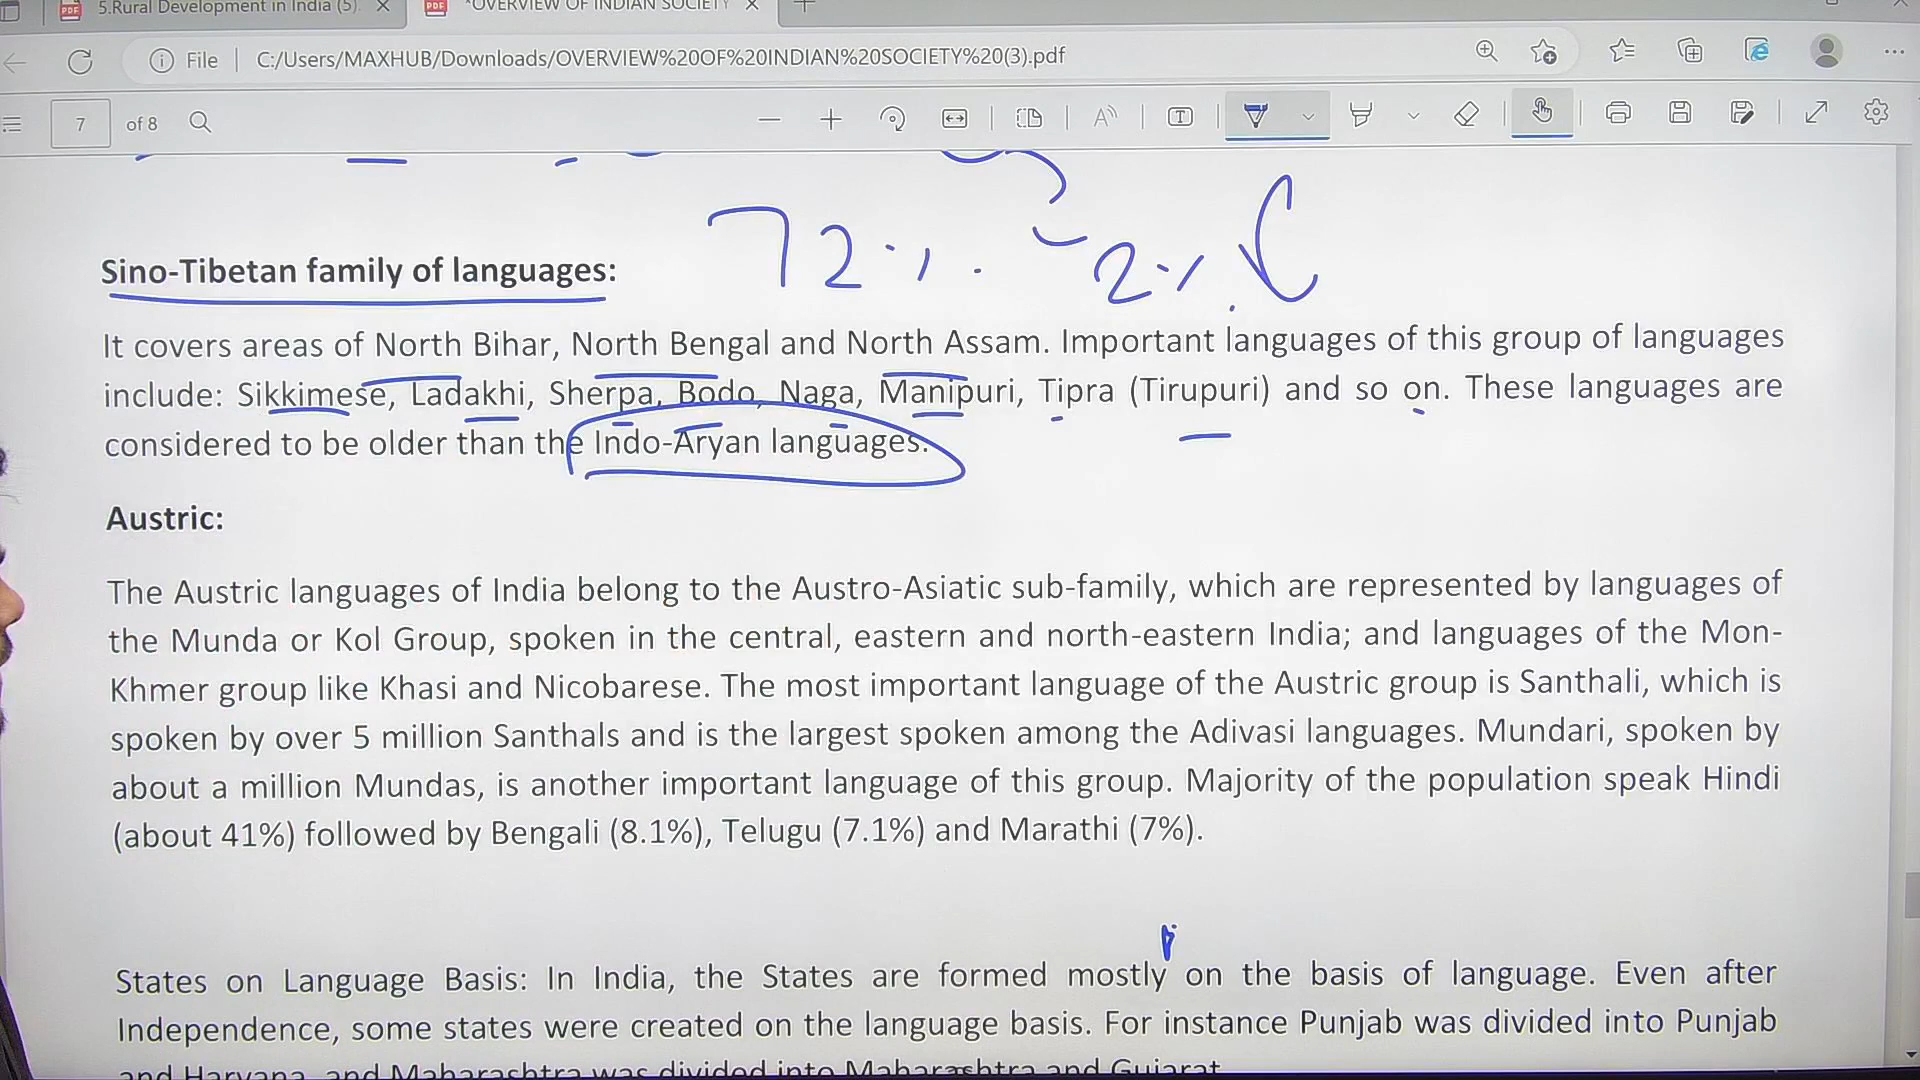 5.Rural Development in India (5)
*OVERVIEW OF INDIAN SOCIETY
File | C:/Users/MAXHUB/Downloads/OVERVIEW%20OF%20INDIAN%20SOCIETY%20(3).pdf
7 of 8
72%. 2%.
Sino-Tibetan family of languages:
It covers areas of North Bihar, North Bengal and North Assam. Important languages of this group of languages
include: Sikkimese, Ladakhi, Sherpa, Bodo, Naga, Manipuri, Tipra (Tirupuri) and so on. These languages are
considered to be older than the Indo-Aryan languages.
Austric:
The Austric languages of India belong to the Austro-Asiatic sub-family, which are represented by languages of
the Munda or Kol Group, spoken in the central, eastern and north-eastern India; and languages of the Mon-
Khmer group like Khasi and Nicobarese. The most important language of the Austric group is Santhali, which is
spoken by over 5 million Santhals and is the largest spoken among the Adivasi languages. Mundari, spoken by
about a million Mundas, is another important language of this group. Majority of the population speak Hindi
(about 41%) followed by Bengali (8.1%), Telugu (7.1%) and Marathi (7%).
States on Language Basis: In India, the States are formed mostly on the basis of language. Even after
Independence, some states were created on the language basis. For instance Punjab was divided into Punjab
and Haryana, and Maharashtra was divided into Maharashtra and Gujarat